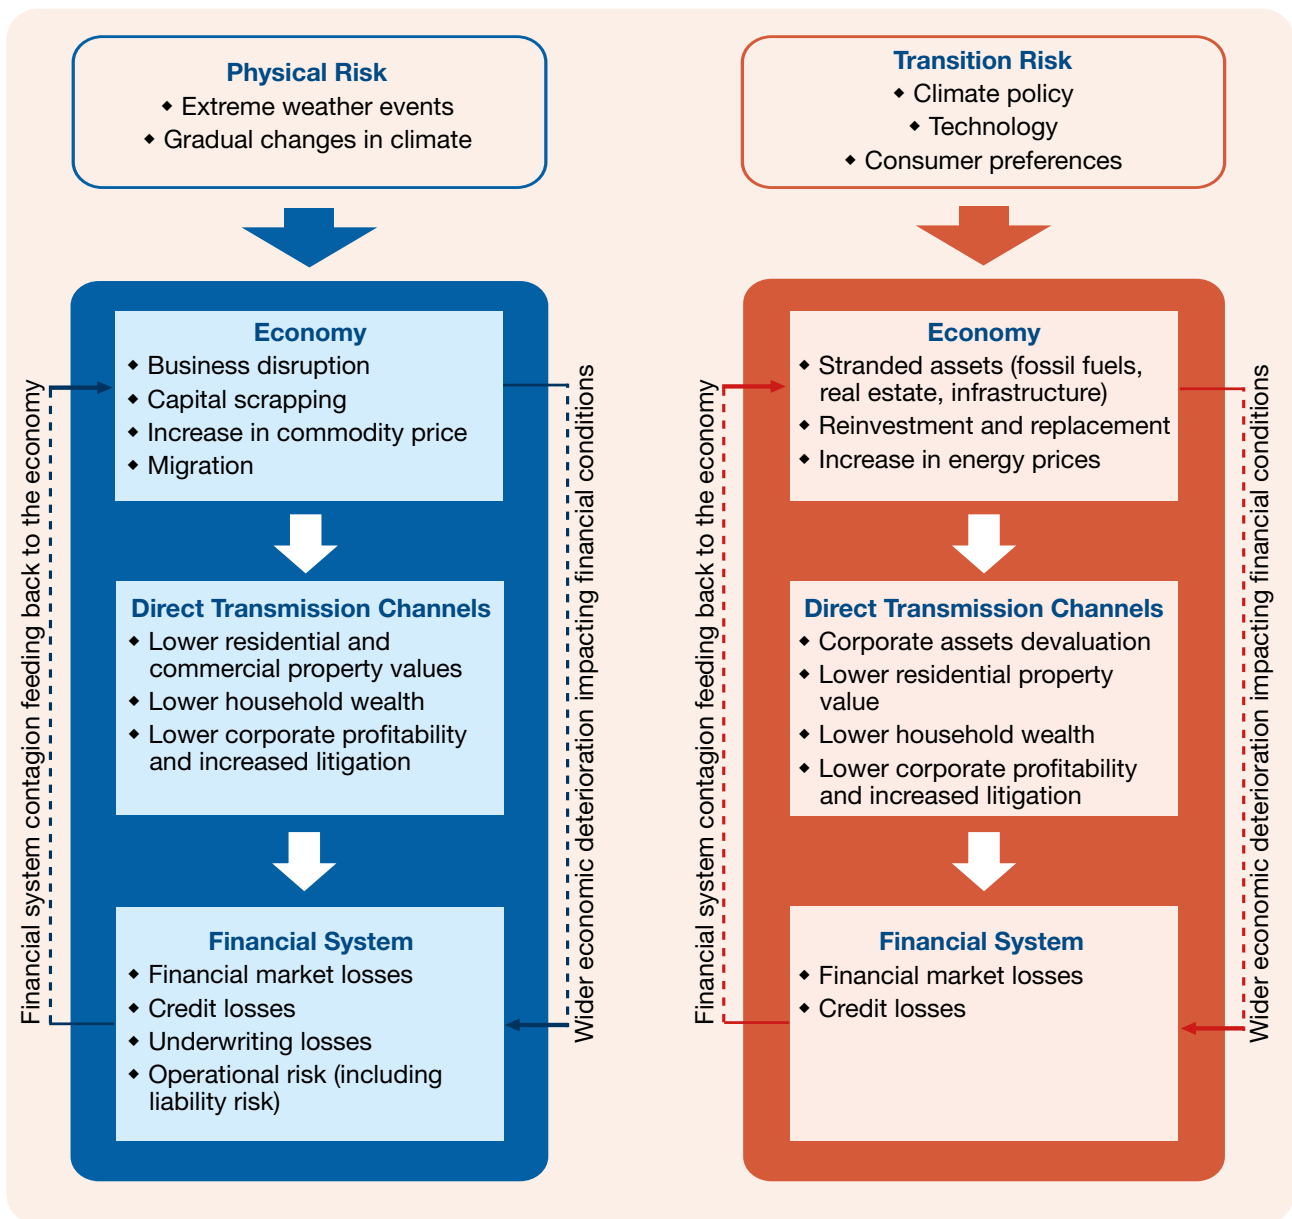 Physical Risk
◆ Extreme weather events
◆ Gradual changes in climate
Economy
◆ Business disruption
◆ Capital scrapping
◆ Increase in commodity price
◆ Migration
Direct Transmission Channels
◆ Lower residential and
commercial property values
◆ Lower household wealth
◆ Lower corporate profitability
and increased litigation
Financial System
◆ Financial market losses
◆ Credit losses
◆ Underwriting losses
◆ Operational risk (including
liability risk)
Financial system contagion feeding back to the economy
Wider economic deterioration impacting financial conditions
Transition Risk
◆ Climate policy
◆ Technology
◆ Consumer preferences
Economy
◆ Stranded assets (fossil fuels,
real estate, infrastructure)
◆ Reinvestment and replacement
◆ Increase in energy prices
Direct Transmission Channels
◆ Corporate assets devaluation
◆ Lower residential property
value
◆ Lower household wealth
◆ Lower corporate profitability
and increased litigation
Financial System
◆ Financial market losses
◆ Credit losses
Financial system contagion feeding back to the economy
Wider economic deterioration impacting financial conditions